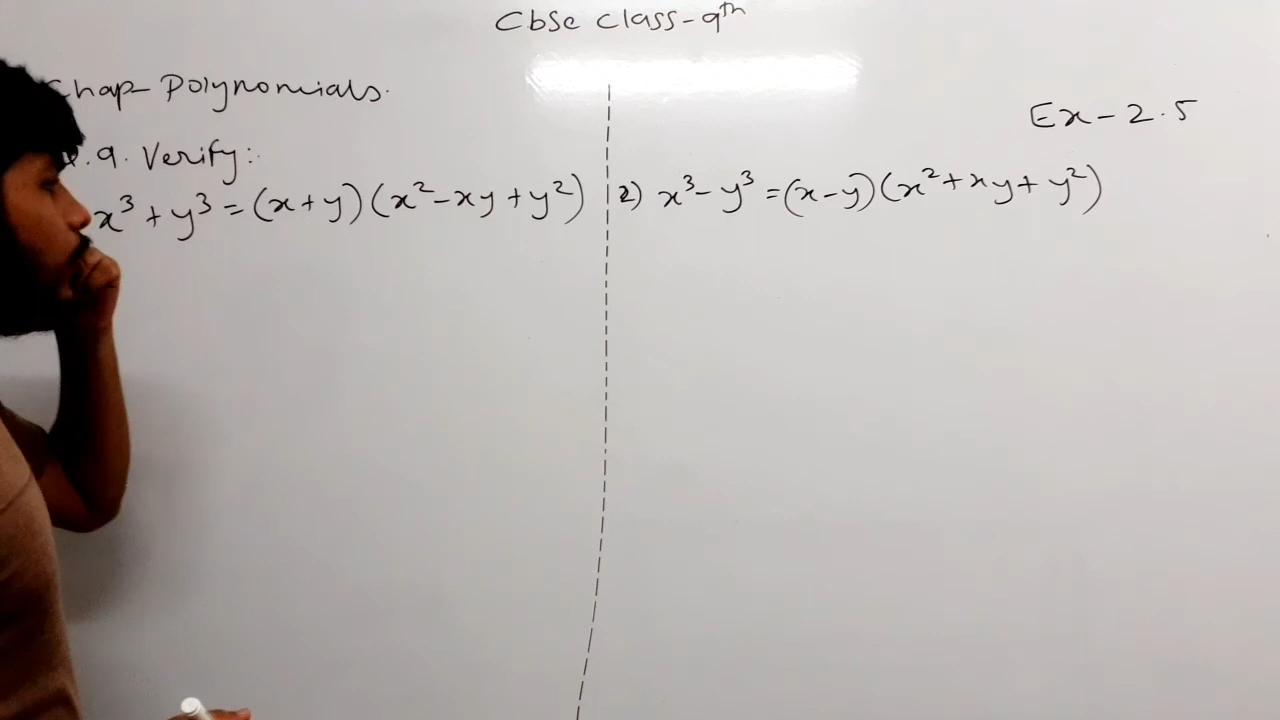 Cbse Class-9th
Chap Polynomials.
Ex-2.5
.9. Verify:
x³+y³=(x+y)(x²-xy+y²)
2) x³-y³=(x-y)(x²+xy+y²)